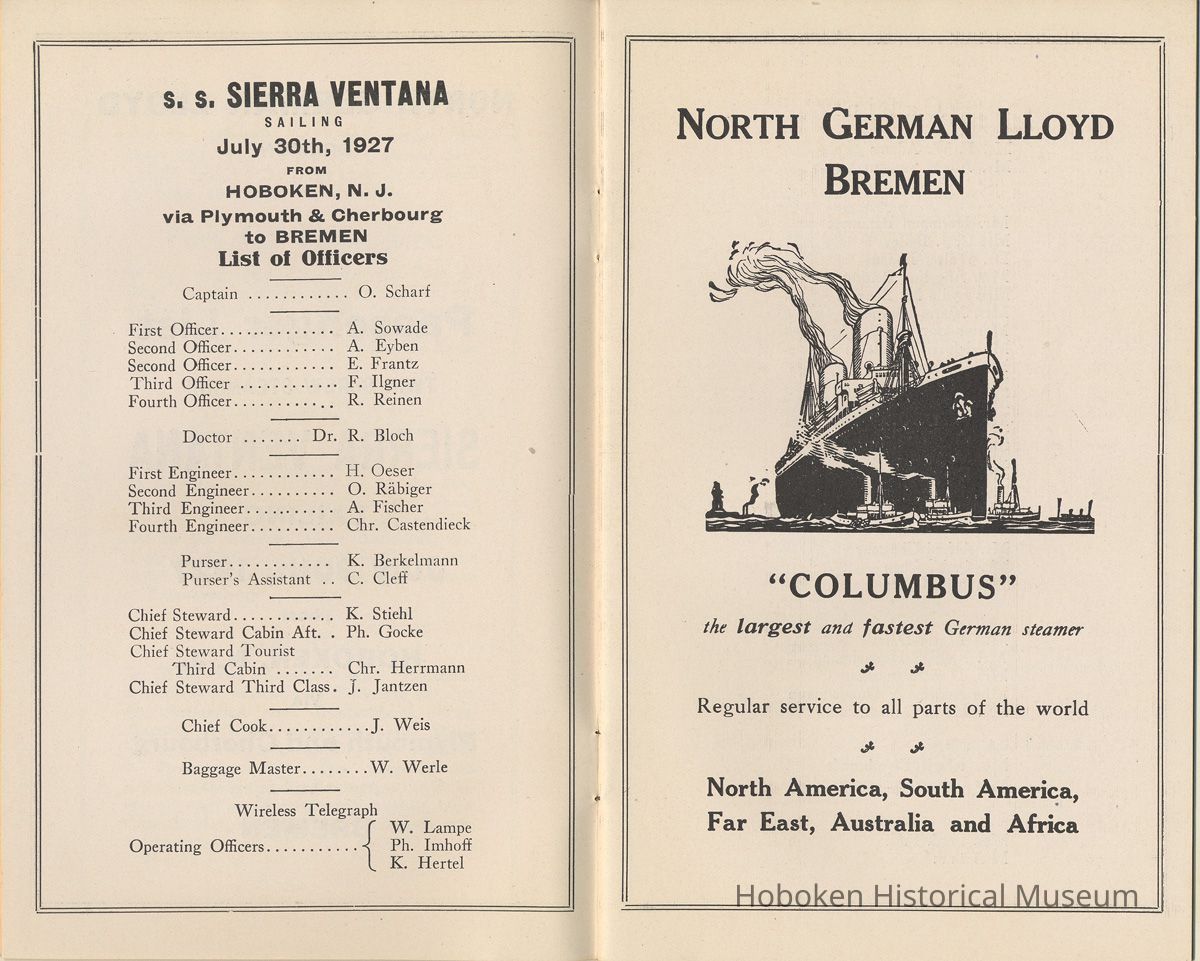 s. s. SIERRA VENTANA
SAILING
July 30th, 1927
FROM
HOBOKEN, N. J.
via Plymouth & Cherbourg
to BREMEN
List of Officers
Captain ............ O. Scharf
First Officer............. A. Sowade
Second Officer............ A. Eyben
Second Officer............ E. Frantz
Third Officer ........... F. Ilgner
Fourth Officer............ R. Reinen
Doctor ....... Dr. R. Bloch
First Engineer............ H. Oeser
Second Engineer.......... O. Räbiger
Third Engineer........... A. Fischer
Fourth Engineer.......... Chr. Castendieck
Purser............ K. Berkelmann
Purser's Assistant .. C. Cleff
Chief Steward............ K. Stiehl
Chief Steward Cabin Aft. . Ph. Gocke
Chief Steward Tourist
Third Cabin ....... Chr. Herrmann
Chief Steward Third Class. J. Jantzen
Chief Cook............J. Weis
Baggage Master........W. Werle
Wireless Telegraph
Operating Officers...........{ W. Lampe
Ph. Imhoff
K. Hertel
NORTH GERMAN LLOYD
BREMEN
"COLUMBUS"
the largest and fastest German steamer
Regular service to all parts of the world
North America, South America,
Far East, Australia and Africa
Hoboken Historical Museum